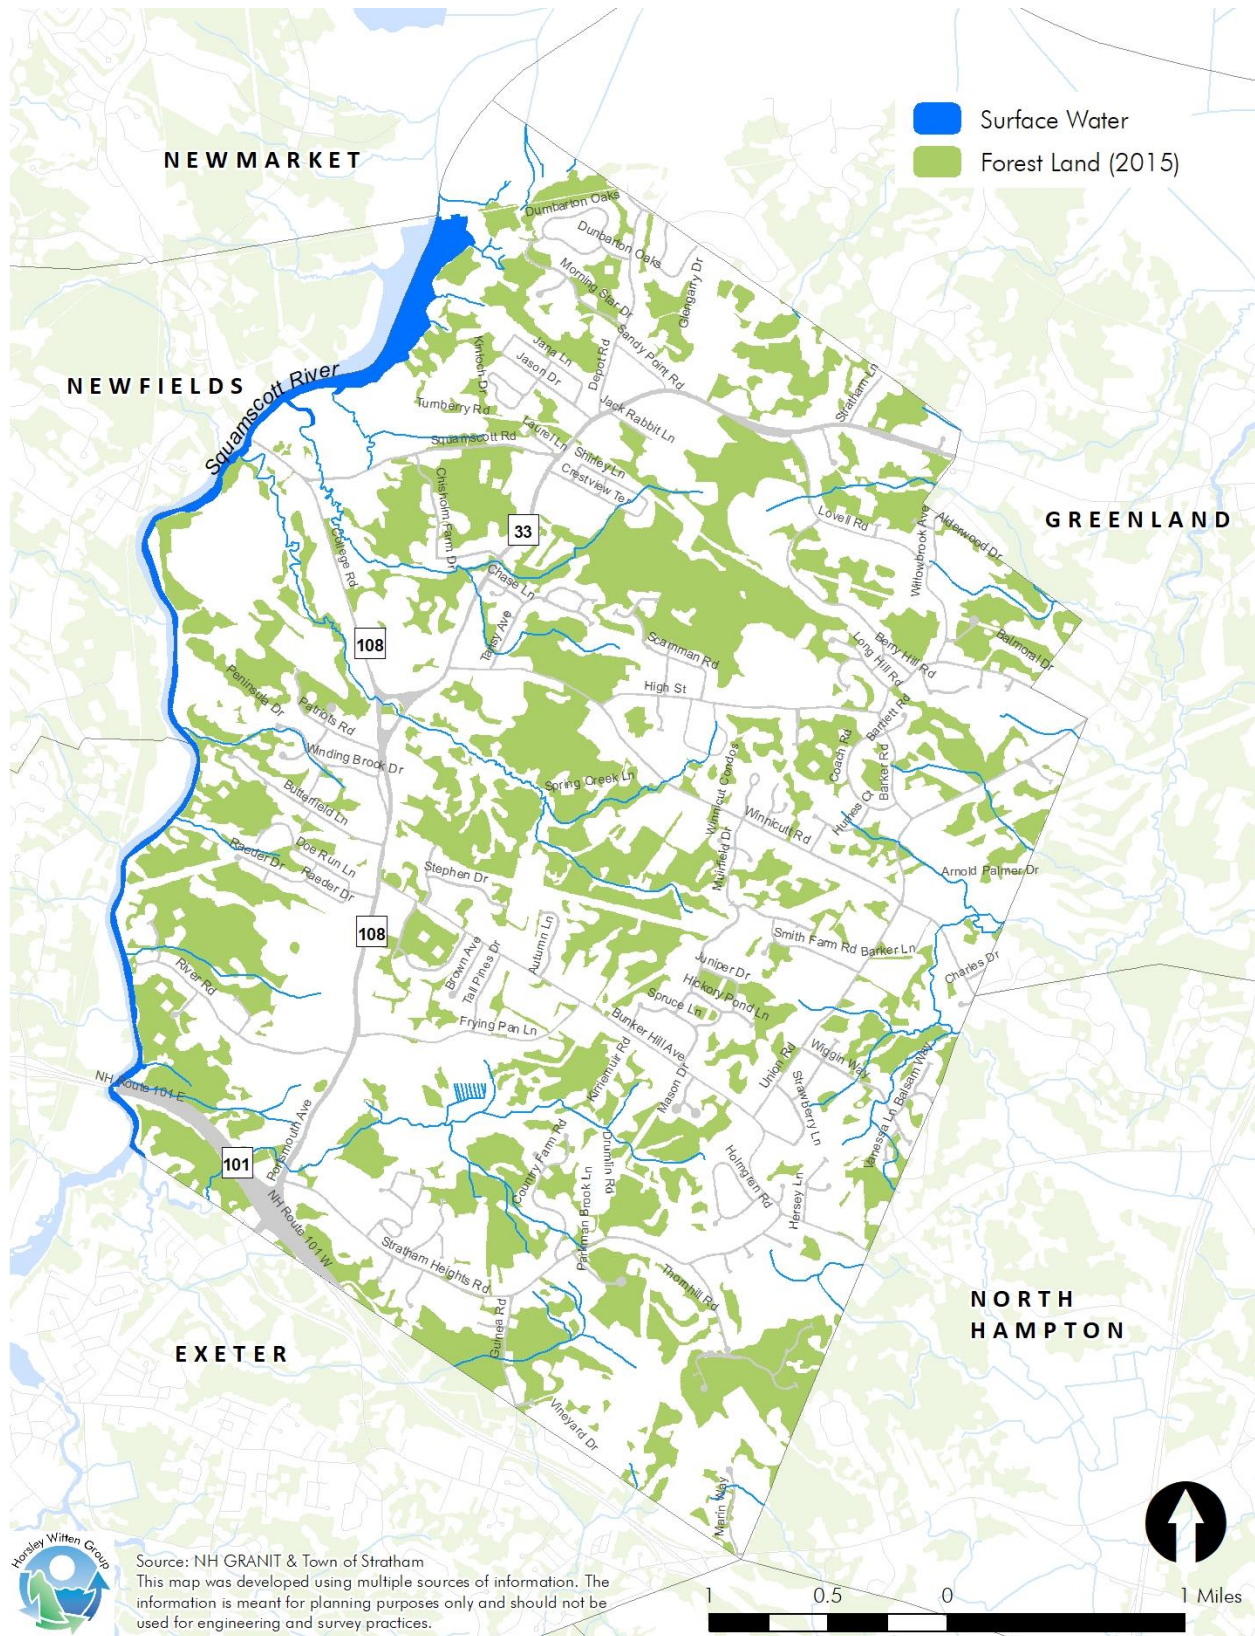 Surface Water
Forest Land (2015)
NEWMARKET
Dumbarton Oaks
Dunbarton Oaks
Morning Star Dr
Glengarry Dr
Sandy Point Rd
Kinloch Dr
Jana Ln
Jason Dr
Depot Rd
Stratham Ln
NEWFIELDS
Squamscott River
Jack Rabbit Ln
Tumberry Rd
Laurel Ln
Squamscott Rd
Shirley Ln
Crestview Ter
Chisholm Farm Dr
33
Lovell Rd
Willowbrook Ave
Alderwood Dr
GREENLAND
College Rd
Chase Ln
Tansy Ave
108
Scamman Rd
Long Hill Rd
Berry Hill Rd
Balmoral Dr
High St
Peninsula Dr
Patriots Rd
Bartlett Rd
Winding Brook Dr
Coach Rd
Barker Rd
Spring Creek Ln
Butterfield Ln
Winnicut Condos
Winnicutt Rd
Hughes Ct
Doe Run Ln
Raeder Dr
Raeder Dr
Stephen Dr
Muirfield Dr
Arnold Palmer Dr
108
Smith Farm Rd
Barker Ln
Autumn Ln
Brown Ave
Tall Pines Dr
River Rd
Juniper Dr
Charles Dr
Hickory Pond Ln
Spruce Ln
Frying Pan Ln
Bunker Hill Ave
Kirriemuir Rd
Union Rd
Wiggin Way
NH Route 101 E
Mason Dr
Strawberry Ln
Balsam Way
Vanessa Ln
Portsmouth Ave
101
Country Farm Rd
Drumlin Rd
Parkman Brook Ln
Holmgren Rd
Hersey Ln
NH Route 101 W
Stratham Heights Rd
Thornhill Rd
Guinea Rd
NORTH
HAMPTON
EXETER
Vineyard Dr
Marin Way
Horsley Witten Group
Source: NH GRANIT & Town of Stratham
This map was developed using multiple sources of information. The
information is meant for planning purposes only and should not be
used for engineering and survey practices.
1 0.5 0 1 Miles